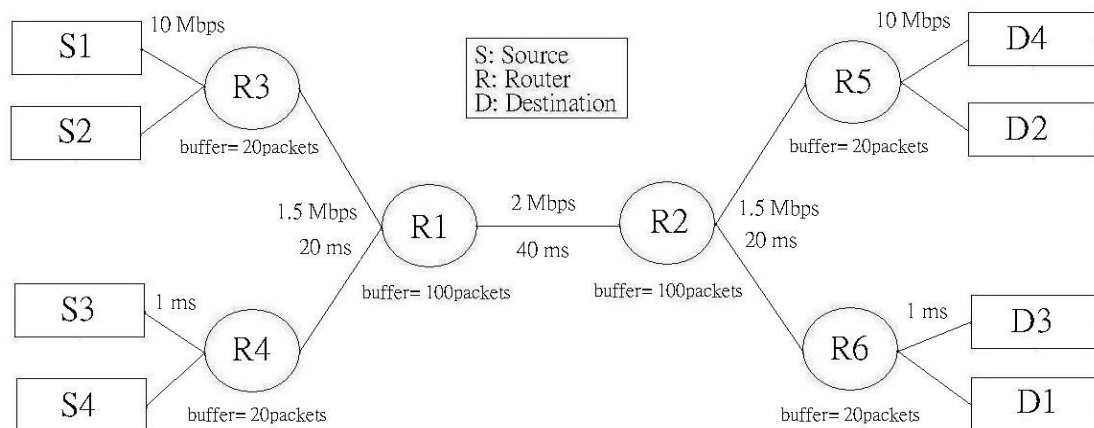 S1
10 Mbps
S2
R3
buffer= 20packets
S: Source
R: Router
D: Destination
10 Mbps
D4
R5
D2
buffer= 20packets
1.5 Mbps
20 ms
R1
buffer= 100packets
2 Mbps
40 ms
R2
buffer= 100packets
1.5 Mbps
20 ms
S3
1 ms
R4
S4
buffer= 20packets
1 ms
D3
R6
D1
buffer= 20packets